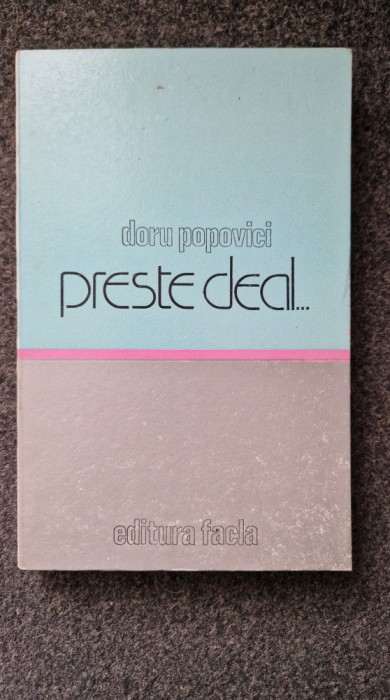 doru popovici
preste deal...
editura facla